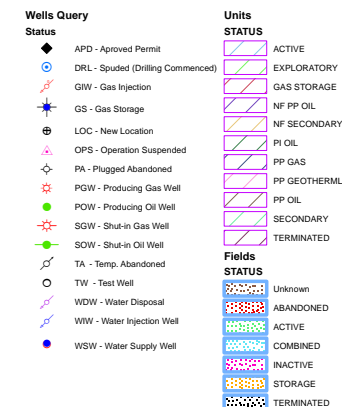 Wells Query
Status
APD - Aproved Permit
DRL - Spuded (Drilling Commenced)
GIW - Gas Injection
GS - Gas Storage
LOC - New Location
OPS - Operation Suspended
PA - Plugged Abandoned
PGW - Producing Gas Well
POW - Producing Oil Well
SGW - Shut-in Gas Well
SOW - Shut-in Oil Well
TA - Temp. Abandoned
TW - Test Well
WDW - Water Disposal
WIW - Water Injection Well
WSW - Water Supply Well
Units
STATUS
ACTIVE
EXPLORATORY
GAS STORAGE
NF PP OIL
NF SECONDARY
PI OIL
PP GAS
PP GEOTHERML
PP OIL
SECONDARY
TERMINATED
Fields
STATUS
Unknown
ABANDONED
ACTIVE
COMBINED
INACTIVE
STORAGE
TERMINATED